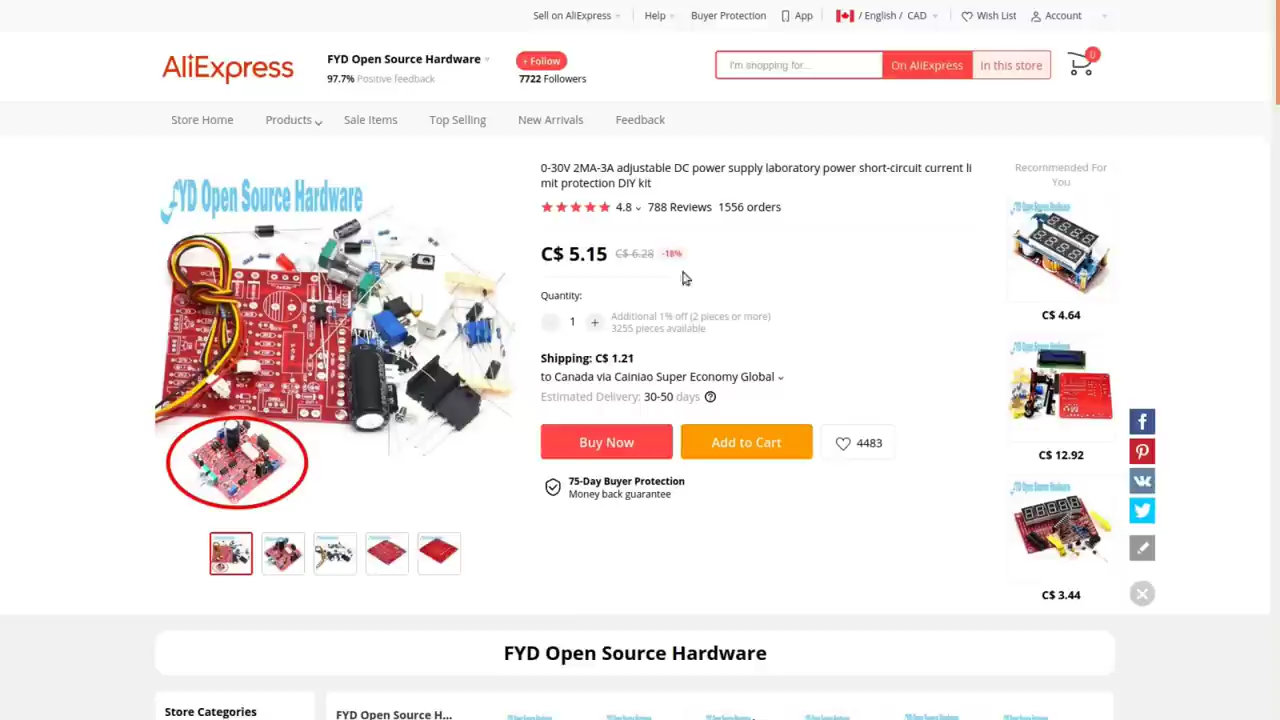 Sell on AliExpress
Help
Buyer Protection
App
/ English / CAD
Wish List
Account
AliExpress
FYD Open Source Hardware
97.7% Positive feedback
+ Follow
7722 Followers
I'm shopping for...
On AliExpress
In this store
0
Store Home
Products
Sale Items
Top Selling
New Arrivals
Feedback
FYD Open Source Hardware
0-30V 2MA-3A adjustable DC power supply laboratory power short-circuit current li
mit protection DIY kit
4.8 788 Reviews 1556 orders
C$ 5.15 C$ 6.28 -18%
Quantity:
1 +
Additional 1% off (2 pieces or more)
3255 pieces available
Shipping: C$ 1.21
to Canada via Cainiao Super Economy Global
Estimated Delivery: 30-50 days
Buy Now
Add to Cart
4483
75-Day Buyer Protection
Money back guarantee
Recommended For
You
C$ 4.64
C$ 12.92
C$ 3.44
FYD Open Source Hardware
Store Categories
FYD Open Source H...